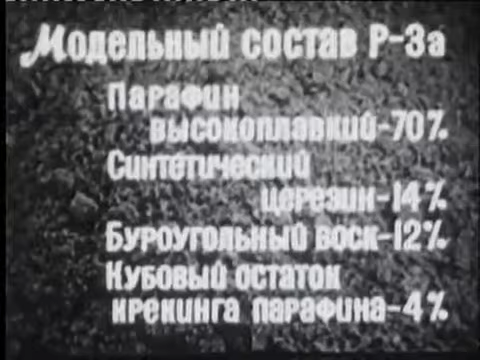 Модельный состав Р-3а
Парафин
высокоплавкий-70%
Синтетический
церезин-14%
Буроугольный воск-12%
Кубовый остаток
крекинга парафина-4%